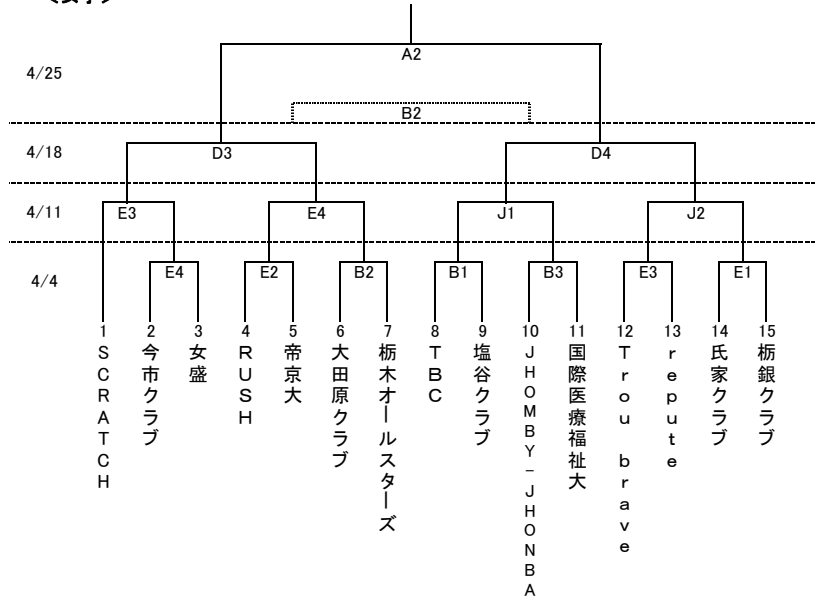 A2
4/25
B2
4/18
D3
D4
4/11
E3
E4
J1
J2
4/4
E4
E2
B2
B1
B3
E3
E1
1
2
3
4
5
6
7
8
9
10
11
12
13
14
15
SCRATCH
今市クラブ
女盛
RUSH
帝京大
大田原クラブ
栃木オールスターズ
TBC
塩谷クラブ
JHOMBY-JHONBA
国際医療福祉大
Trou brave
repute
氏家クラブ
栃銀クラブ